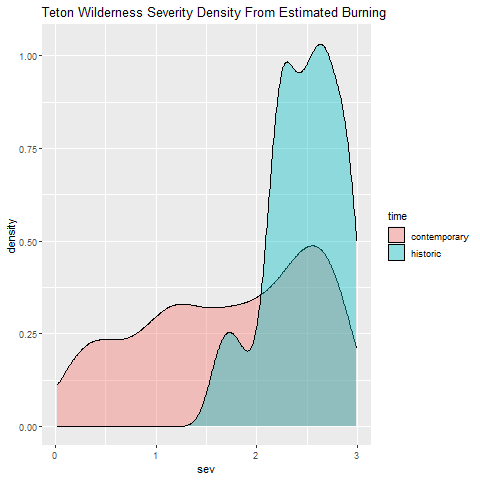 Teton Wilderness Severity Density From Estimated Burning
1.00
0.75
0.50
0.25
0.00
density
0 1 2 3
sev
time
contemporary
historic